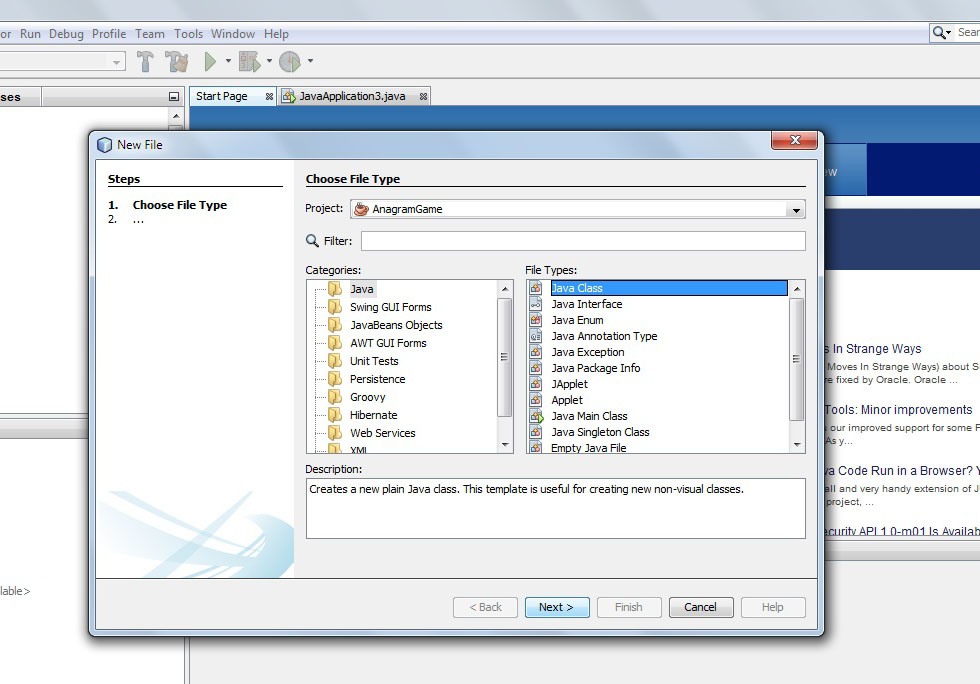 or Run Debug Profile Team Tools Window Help
Sear
ses
Start Page
JavaApplication3.java
New File
Steps
1. Choose File Type
2. ...
Choose File Type
Project: AnagramGame
Filter:
Categories:
Java
Swing GUI Forms
JavaBeans Objects
AWT GUI Forms
Unit Tests
Persistence
Groovy
Hibernate
Web Services
XML
File Types:
Java Class
Java Interface
Java Enum
Java Annotation Type
Java Exception
Java Package Info
JApplet
Applet
Java Main Class
Java Singleton Class
Empty Java File
Description:
Creates a new plain Java class. This template is useful for creating new non-visual classes.
< Back
Next >
Finish
Cancel
Help
ew
s In Strange Ways
Moves In Strange Ways) about S
re fixed by Oracle. Oracle ...
Tools: Minor improvements
our improved support for some F
As y...
va Code Run in a Browser? Y
all and very handy extension of J
project, ...
ecurity API 1.0-m01 Is Availab
lable>